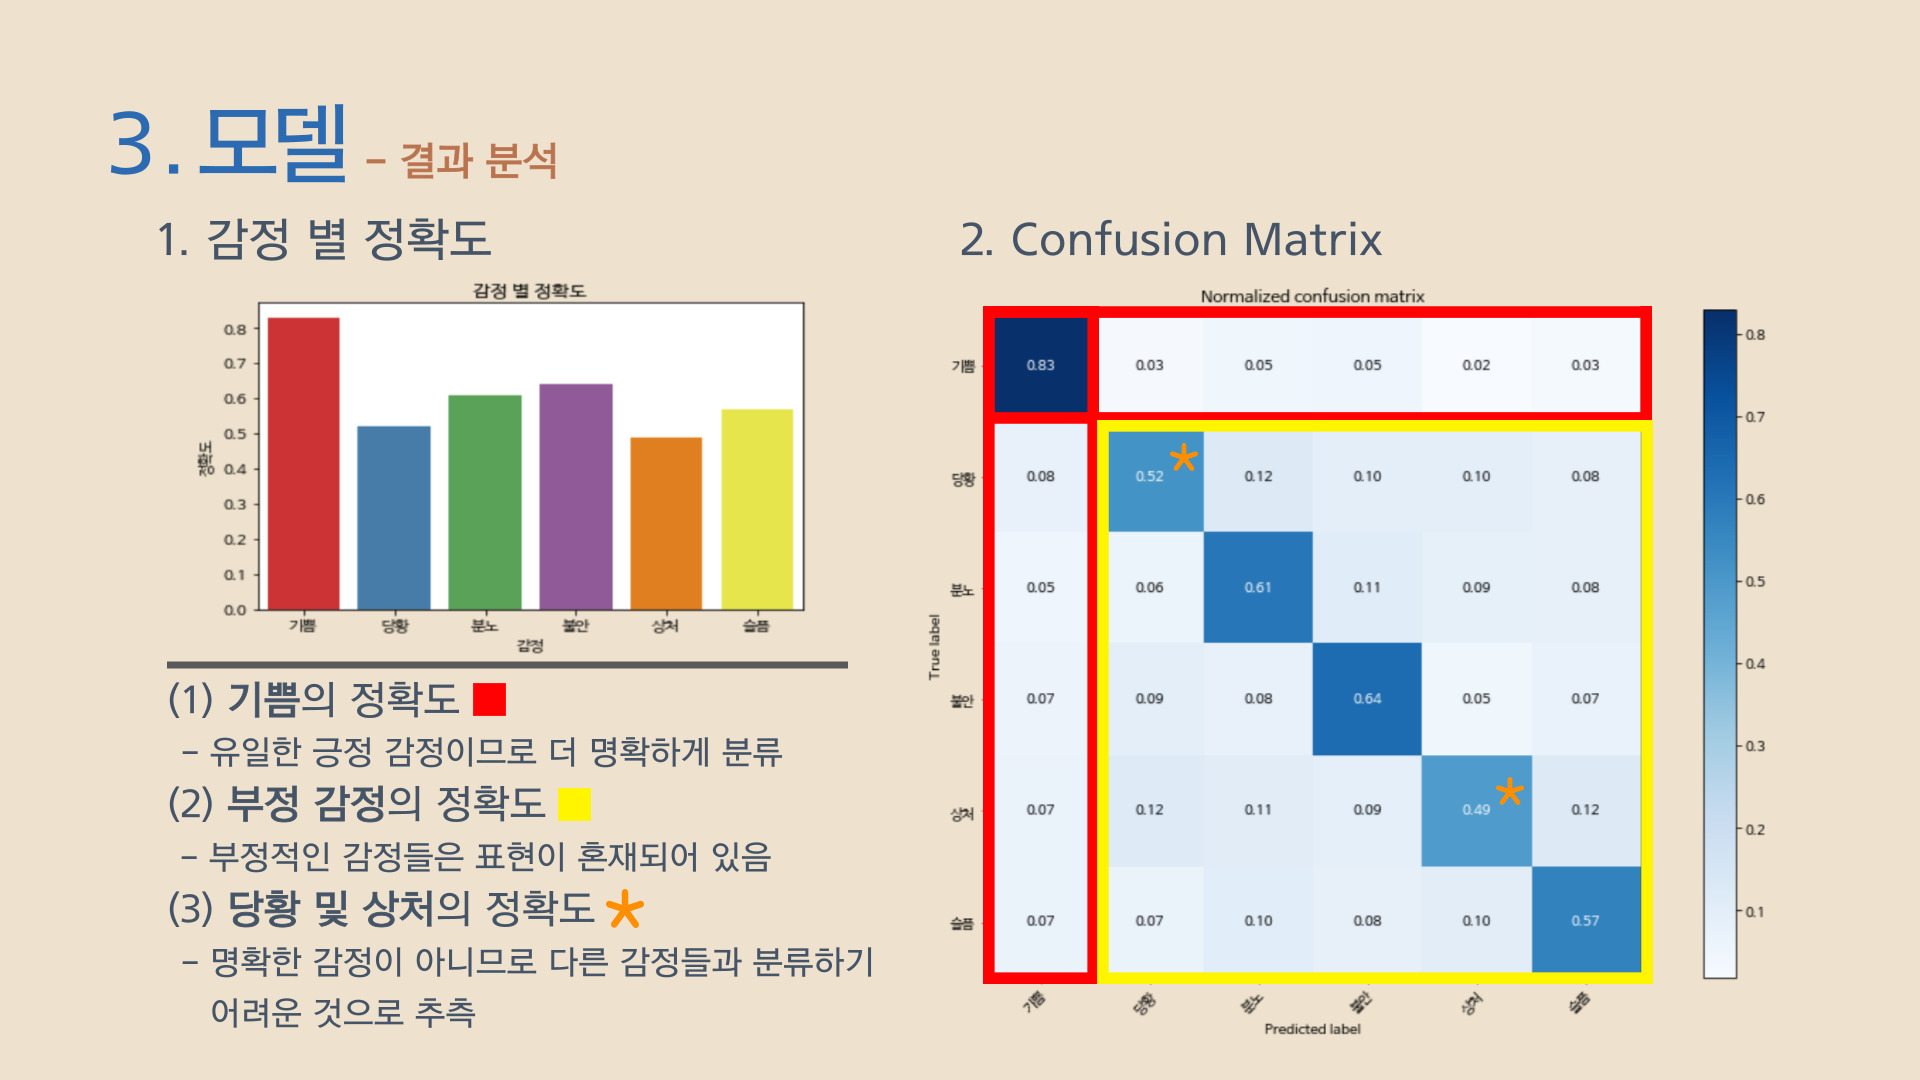 3. 모델 – 결과 분석
1. 감정 별 정확도
감정 별 정확도
0.8
0.7
0.6
0.5
0.4
0.3
0.2
0.1
0.0
정확도
기쁨 당황 분노 불안 상처 슬픔
감정
(1) 기쁨의 정확도
– 유일한 긍정 감정이므로 더 명확하게 분류
(2) 부정 감정의 정확도
– 부정적인 감정들은 표현이 혼재되어 있음
(3) 당황 및 상처의 정확도
– 명확한 감정이 아니므로 다른 감정들과 분류하기
어려운 것으로 추측
2. Confusion Matrix
Normalized confusion matrix
True label
기쁨 0.83 0.03 0.05 0.05 0.02 0.03
당황 0.08 0.52 0.12 0.10 0.10 0.08
분노 0.05 0.06 0.61 0.11 0.09 0.08
불안 0.07 0.09 0.08 0.64 0.05 0.07
상처 0.07 0.12 0.11 0.09 0.49 0.12
슬픔 0.07 0.07 0.10 0.08 0.10 0.57
기쁨 당황 분노 불안 상처 슬픔
Predicted label
0.8
0.7
0.6
0.5
0.4
0.3
0.2
0.1